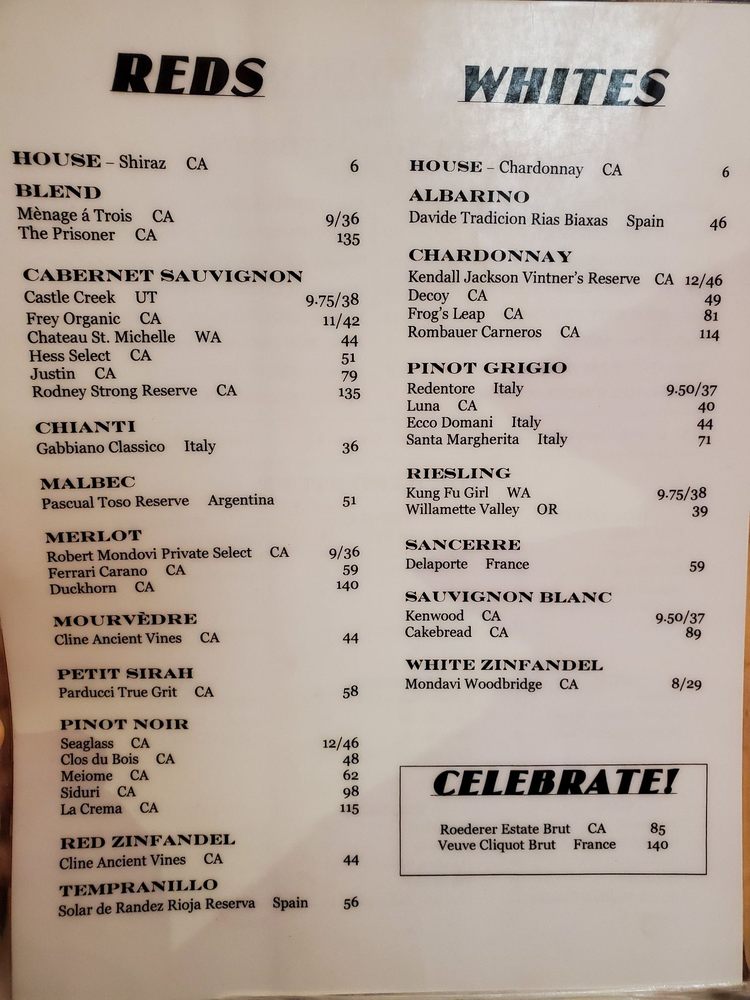 REDS
HOUSE – Shiraz CA 6
BLEND
Mènage á Trois CA 9/36
The Prisoner CA 135
CABERNET SAUVIGNON
Castle Creek UT 9.75/38
Frey Organic CA 11/42
Chateau St. Michelle WA 44
Hess Select CA 51
Justin CA 79
Rodney Strong Reserve CA 135
CHIANTI
Gabbiano Classico Italy 36
MALBEC
Pascual Toso Reserve Argentina 51
MERLOT
Robert Mondovi Private Select CA 9/36
Ferrari Carano CA 59
Duckhorn CA 140
MOURVÈDRE
Cline Ancient Vines CA 44
PETIT SIRAH
Parducci True Grit CA 58
PINOT NOIR
Seaglass CA 12/46
Clos du Bois CA 48
Meiome CA 62
Siduri CA 98
La Crema CA 115
RED ZINFANDEL
Cline Ancient Vines CA 44
TEMPRANILLO
Solar de Randez Rioja Reserva Spain 56
WHITES
HOUSE – Chardonnay CA 6
ALBARINO
Davide Tradicion Rias Biaxas Spain 46
CHARDONNAY
Kendall Jackson Vintner's Reserve CA 12/46
Decoy CA 49
Frog's Leap CA 81
Rombauer Carneros CA 114
PINOT GRIGIO
Redentore Italy 9.50/37
Luna CA 40
Ecco Domani Italy 44
Santa Margherita Italy 71
RIESLING
Kung Fu Girl WA 9.75/38
Willamette Valley OR 39
SANCERRE
Delaporte France 59
SAUVIGNON BLANC
Kenwood CA 9.50/37
Cakebread CA 89
WHITE ZINFANDEL
Mondavi Woodbridge CA 8/29
CELEBRATE!
Roederer Estate Brut CA 85
Veuve Cliquot Brut France 140